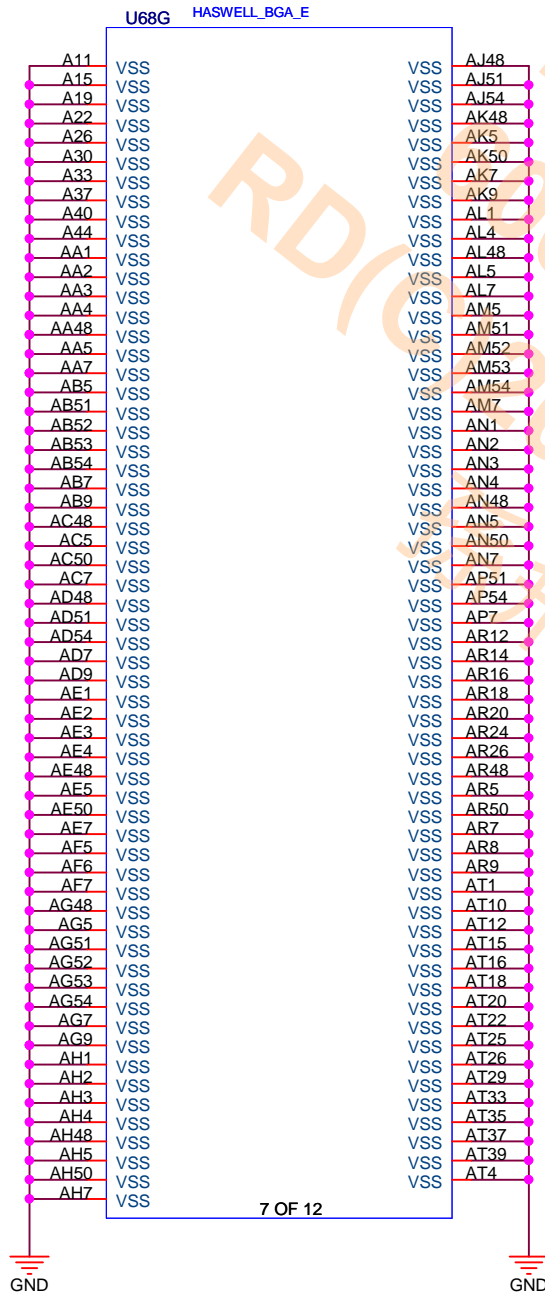 U68G HASWELL_BGA_E
A11 VSS VSS AJ48
A15 VSS VSS AJ51
A19 VSS VSS AJ54
A22 VSS VSS AK48
A26 VSS VSS AK5
A30 VSS VSS AK50
A33 VSS VSS AK7
A37 VSS VSS AK9
A40 VSS VSS AL1
A44 VSS VSS AL4
AA1 VSS VSS AL48
AA2 VSS VSS AL5
AA3 VSS VSS AL7
AA4 VSS VSS AM5
AA48 VSS VSS AM51
AA5 VSS VSS AM52
AA7 VSS VSS AM53
AB5 VSS VSS AM54
AB51 VSS VSS AM7
AB52 VSS VSS AN1
AB53 VSS VSS AN2
AB54 VSS VSS AN3
AB7 VSS VSS AN4
AB9 VSS VSS AN48
AC48 VSS VSS AN5
AC5 VSS VSS AN50
AC50 VSS VSS AN7
AC7 VSS VSS AP51
AD48 VSS VSS AP54
AD51 VSS VSS AP7
AD54 VSS VSS AR12
AD7 VSS VSS AR14
AD9 VSS VSS AR16
AE1 VSS VSS AR18
AE2 VSS VSS AR20
AE3 VSS VSS AR24
AE4 VSS VSS AR26
AE48 VSS VSS AR48
AE5 VSS VSS AR5
AE50 VSS VSS AR50
AE7 VSS VSS AR7
AF5 VSS VSS AR8
AF6 VSS VSS AR9
AF7 VSS VSS AT1
AG48 VSS VSS AT10
AG5 VSS VSS AT12
AG51 VSS VSS AT15
AG52 VSS VSS AT16
AG53 VSS VSS AT18
AG54 VSS VSS AT20
AG7 VSS VSS AT22
AG9 VSS VSS AT25
AH1 VSS VSS AT26
AH2 VSS VSS AT29
AH3 VSS VSS AT33
AH4 VSS VSS AT35
AH48 VSS VSS AT37
AH5 VSS VSS AT39
AH50 VSS VSS AT4
AH7 VSS
7 OF 12
GND GND
RD(C)